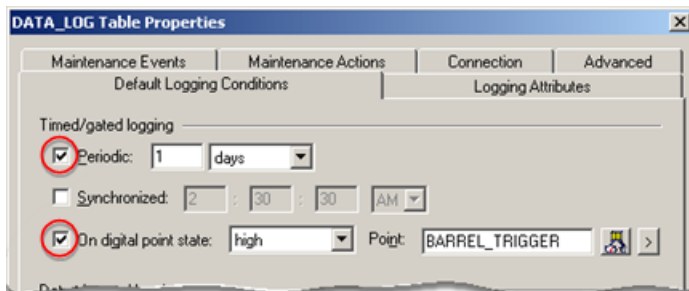 DATA_LOG Table Properties
Maintenance Events Maintenance Actions Connection Advanced
Default Logging Conditions Logging Attributes
Timed/gated logging
Periodic: 1 days
Synchronized: 2 : 30 : 30 AM
On digital point state: high Point: BARREL_TRIGGER >